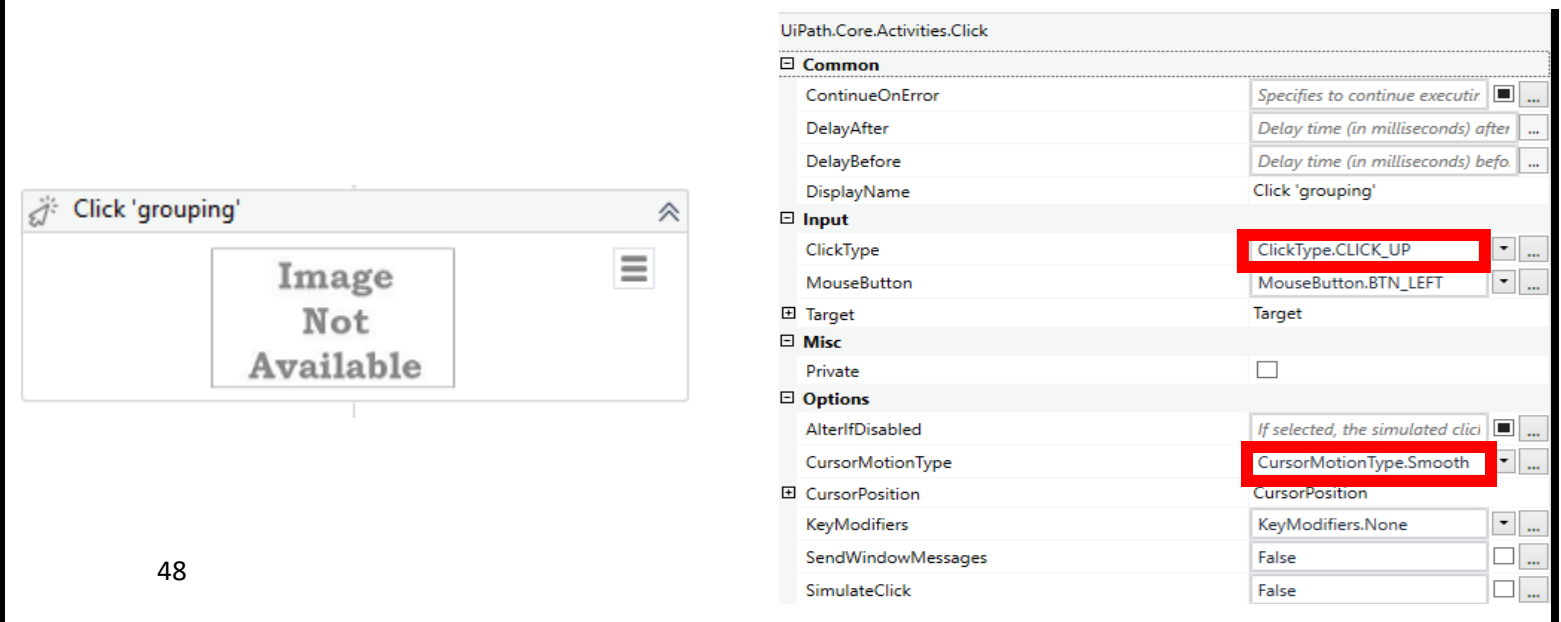 Click 'grouping'
Image
Not
Available
48
UiPath.Core.Activities.Click
Common
ContinueOnError Specifies to continue executin ...
DelayAfter Delay time (in milliseconds) after ...
DelayBefore Delay time (in milliseconds) befo. ...
DisplayName Click 'grouping'
Input
ClickType ClickType.CLICK_UP ...
MouseButton MouseButton.BTN_LEFT ...
Target Target
Misc
Private
Options
AlterIfDisabled If selected, the simulated clicl ...
CursorMotionType CursorMotionType.Smooth ...
CursorPosition CursorPosition
KeyModifiers KeyModifiers.None ...
SendWindowMessages False ...
SimulateClick False ...